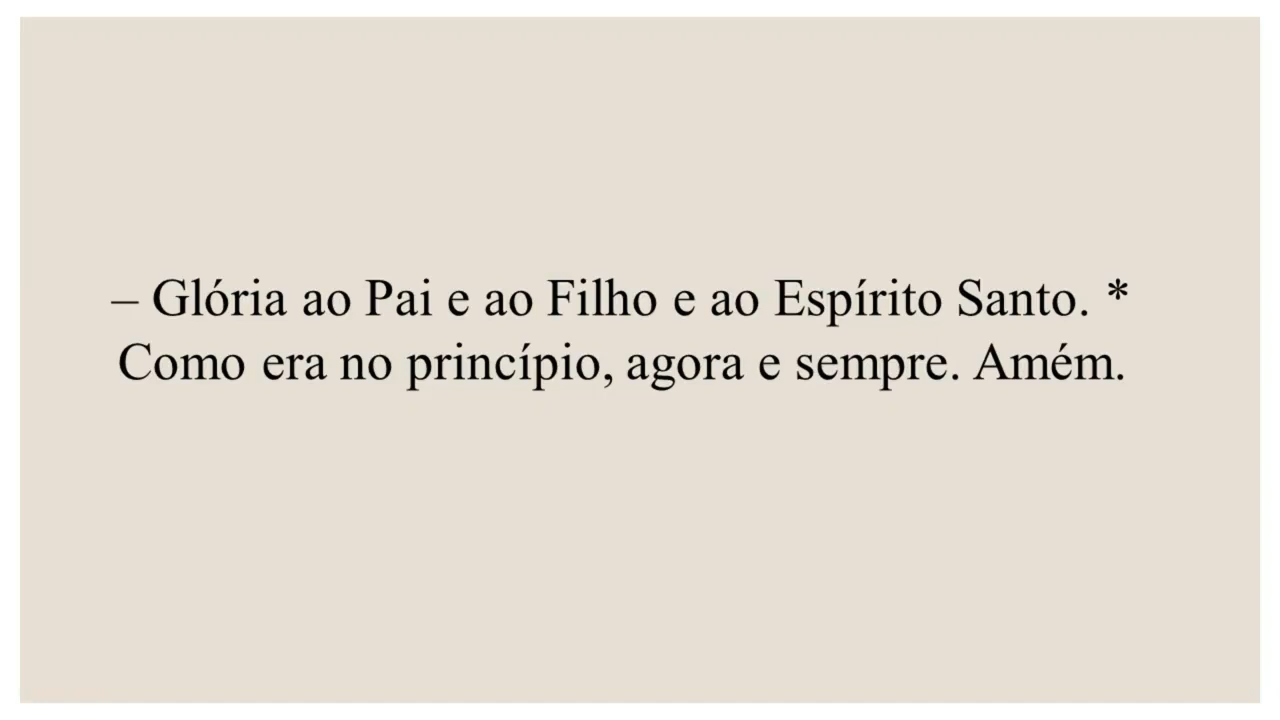 – Glória ao Pai e ao Filho e ao Espírito Santo. *
Como era no princípio, agora e sempre. Amém.